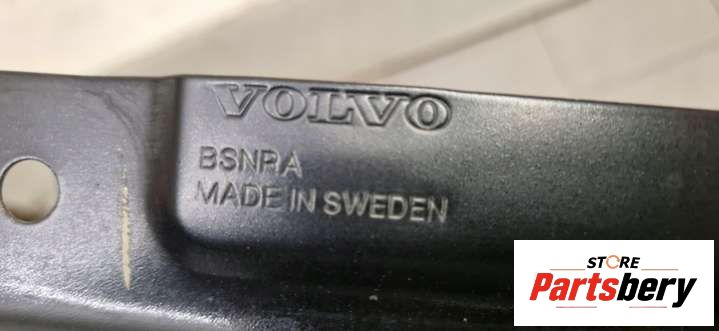 VOLVO
BSNRA
MADE IN SWEDEN
STORE
Partsbery